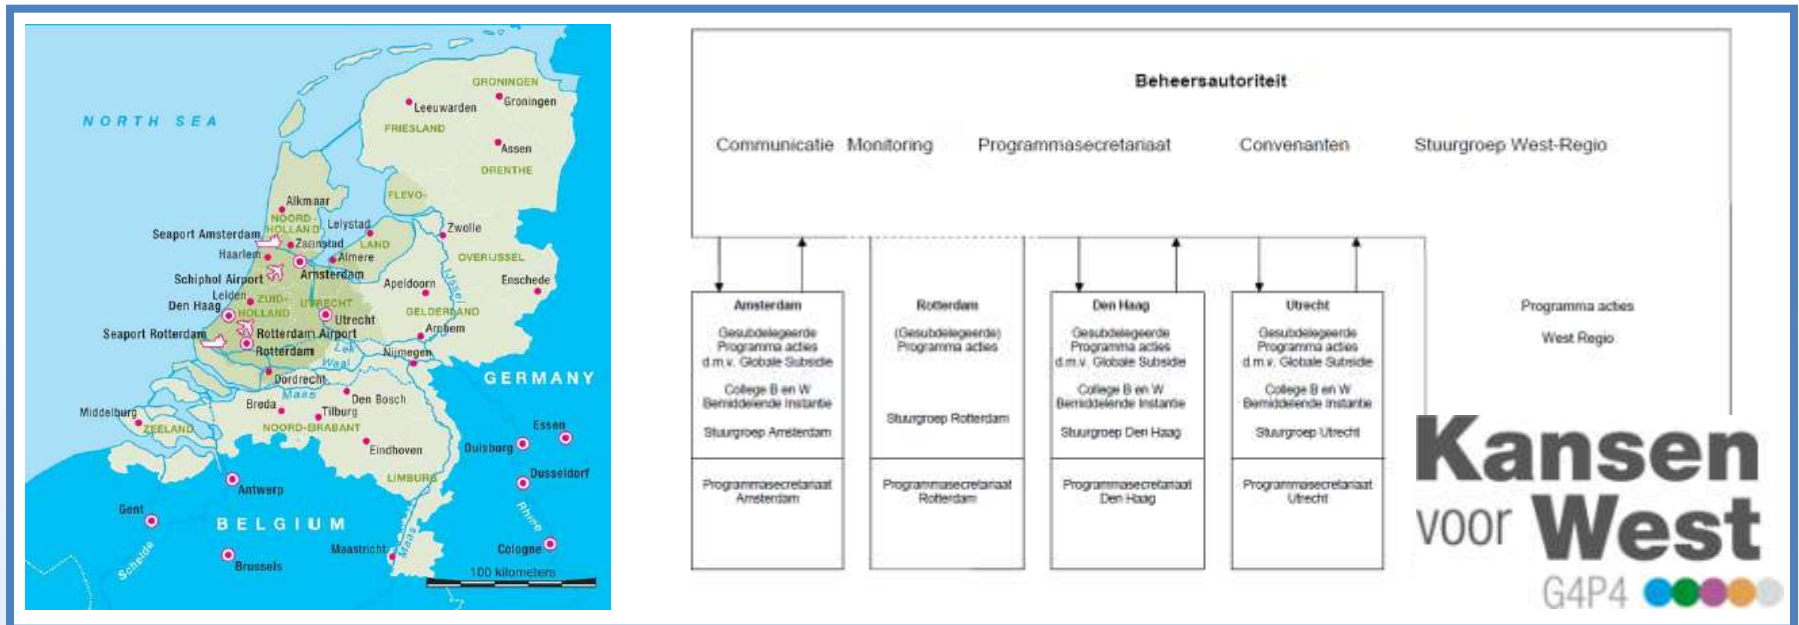 GRONINGEN
Groningen
Leeuwarden
NORTH SEA
FRIESLAND
Assen
DRENTHE
FLEVO-
Alkmaar
NOORD-
HOLLAND
Lelystad
Zwolle
Seaport Amsterdam
Zaanstad
LAND
Haarlem
Almere
OVERIJSSEL
Schiphol Airport
Amsterdam
Apeldoorn
IJssel
Enschede
Leiden
ZUID-
HOLLAND
UTRECHT
Den Haag
Utrecht
GELDERLAND
Seaport Rotterdam
Rotterdam Airport
Arnhem
Rotterdam
Lek
Nijmegen
Waal
Dordrecht
GERMANY
Maas
Den Bosch
Breda
Tilburg
Middelburg
ZEELAND
NOORD-BRABANT
Essen
Duisburg
Eindhoven
Dusseldorf
LIMBURG
Antwerp
Gent
BELGIUM
Rhine
Maastricht
Maas
Cologne
Schelde
Brussels
100 kilometers
Beheersautoriteit
Communicatie Monitoring Programmasecretariaat Convenanten Stuurgroep West-Regio
Amsterdam
Gesubdelegeerde
Programma acties
d.m.v. Globale Subsidie
College B en W
Bemiddelende Instantie
Stuurgroep Amsterdam
Programmasecretariaat
Amsterdam
Rotterdam
(Gesubdelegeerde)
Programma acties
Stuurgroep Rotterdam
Programmasecretariaat
Rotterdam
Den Haag
Gesubdelegeerde
Programma acties
d.m.v. Globale Subsidie
College B en W
Bemiddelende Instantie
Stuurgroep Den Haag
Programmasecretariaat
Den Haag
Utrecht
Gesubdelegeerde
Programma acties
d.m.v. Globale Subsidie
College B en W
Bemiddelende Instantie
Stuurgroep Utrecht
Programmasecretariaat
Utrecht
Programma acties
West Regio
Kansen
voor West
G4P4